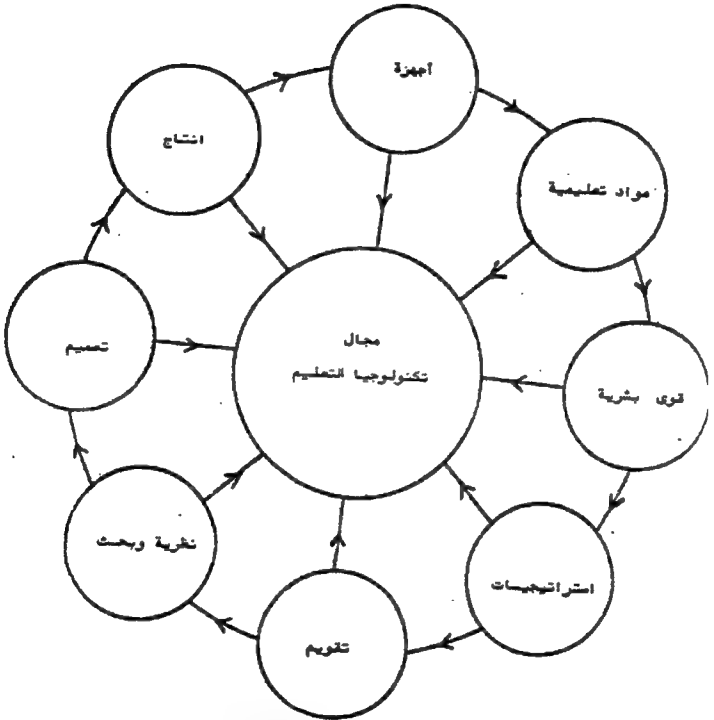 أجهزة
انتاج
مواد تعليمية
مجال
تكنولوجيا التعليم
تصميم
قوى بشرية
نظرية وبحث
استراتيجيات
تقويم